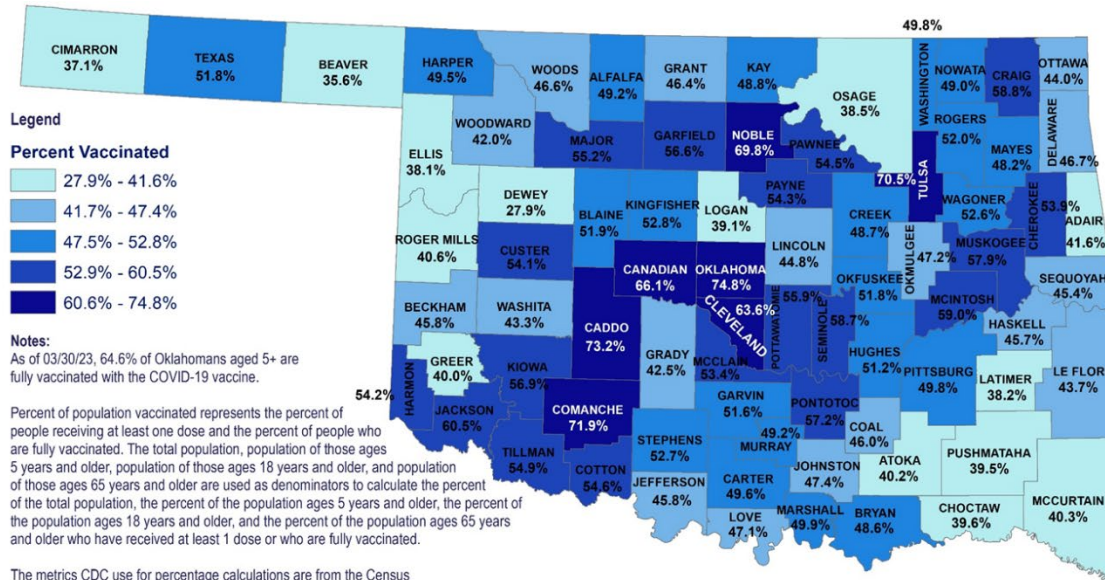 49.8%
CIMARRON
37.1%
TEXAS
51.8%
BEAVER
35.6%
HARPER
49.5%
WOODS
46.6%
ALFALFA
49.2%
GRANT
46.4%
KAY
48.8%
OSAGE
38.5%
WASHINGTON
NOWATA
49.0%
CRAIG
58.8%
OTTAWA
44.0%
Legend
Percent Vaccinated
27.9% - 41.6%
41.7% - 47.4%
47.5% - 52.8%
52.9% - 60.5%
60.6% - 74.8%
ELLIS
38.1%
WOODWARD
42.0%
MAJOR
55.2%
GARFIELD
56.6%
NOBLE
69.8%
PAWNEE
54.5%
ROGERS
52.0%
MAYES
48.2%
DELAWARE
46.7%
DEWEY
27.9%
BLAINE
51.9%
KINGFISHER
52.8%
LOGAN
39.1%
PAYNE
54.3%
70.5%
TULSA
CREEK
48.7%
WAGONER
52.6%
CHEROKEE
53.9%
ADAIR
41.6%
ROGER MILLS
40.6%
CUSTER
54.1%
CANADIAN
66.1%
OKLAHOMA
74.8%
LINCOLN
44.8%
OKMULGEE
47.2%
MUSKOGEE
57.9%
SEQUOYAH
45.4%
BECKHAM
45.8%
WASHITA
43.3%
CADDO
73.2%
GRADY
42.5%
CLEVELAND
63.6%
POTTAWATOMIE
55.9%
SEMINOLE
58.7%
OKFUSKEE
51.8%
MCINTOSH
59.0%
HASKELL
45.7%
Notes:
As of 03/30/23, 64.6% of Oklahomans aged 5+ are
fully vaccinated with the COVID-19 vaccine.
GREER
40.0%
KIOWA
56.9%
MCCLAIN
53.4%
HUGHES
51.2%
PITTSBURG
49.8%
LATIMER
38.2%
LE FLOR
43.7%
54.2%
HARMON
JACKSON
60.5%
COMANCHE
71.9%
GARVIN
51.6%
PONTOTOC
57.2%
COAL
46.0%
TILLMAN
54.9%
COTTON
54.6%
STEPHENS
52.7%
49.2%
MURRAY
JOHNSTON
47.4%
ATOKA
40.2%
PUSHMATAHA
39.5%
JEFFERSON
45.8%
CARTER
49.6%
LOVE
47.1%
MARSHALL
49.9%
BRYAN
48.6%
CHOCTAW
39.6%
MCCURTAIN
40.3%
Percent of population vaccinated represents the percent of
people receiving at least one dose and the percent of people who
are fully vaccinated. The total population, population of those ages
5 years and older, population of those ages 18 years and older, and population
of those ages 65 years and older are used as denominators to calculate the percent
of the total population, the percent of the population ages 5 years and older, the percent of
the population ages 18 years and older, and the percent of the population ages 65 years
and older who have received at least 1 dose or who are fully vaccinated.
The metrics CDC use for percentage calculations are from the Census